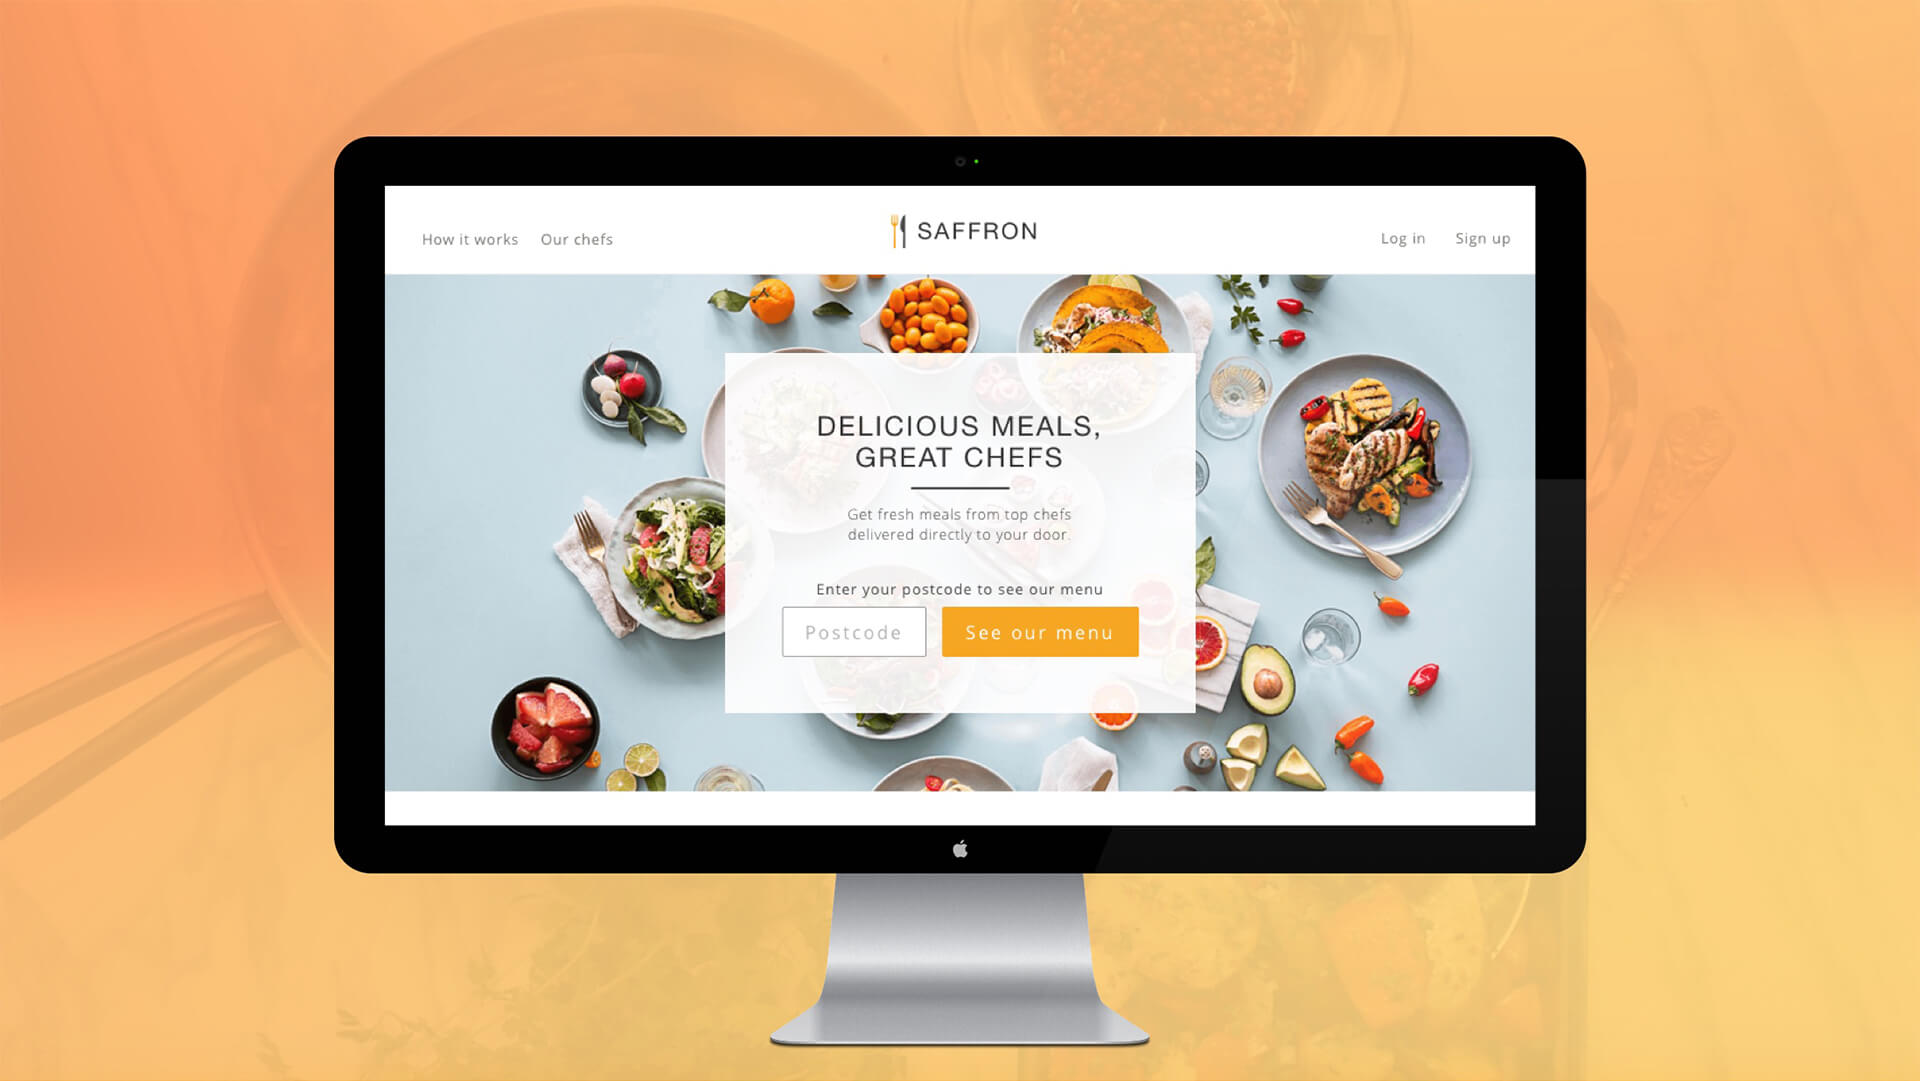 How it works
Our chefs
SAFFRON
Log in
Sign up
DELICIOUS MEALS,
GREAT CHEFS
Get fresh meals from top chefs
delivered directly to your door.
Enter your postcode to see our menu
Postcode
See our menu